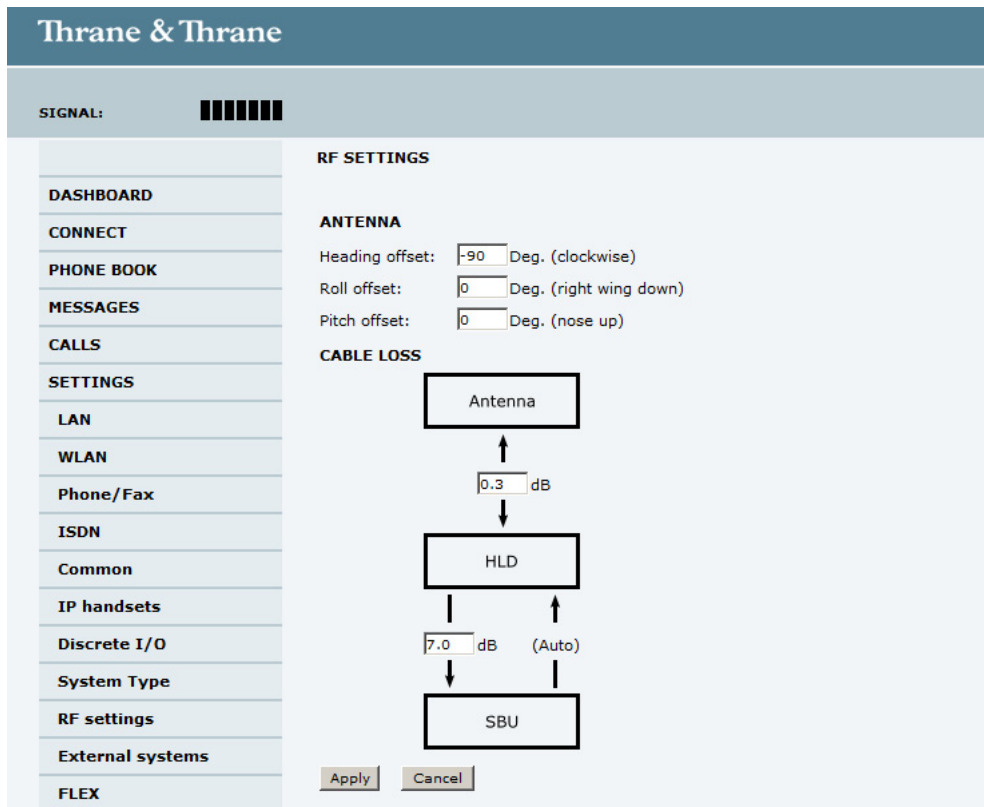 Thrane & Thrane
SIGNAL:
DASHBOARD
CONNECT
PHONE BOOK
MESSAGES
CALLS
SETTINGS
LAN
WLAN
Phone/Fax
ISDN
Common
IP handsets
Discrete I/O
System Type
RF settings
External systems
FLEX
RF SETTINGS
ANTENNA
Heading offset: -90 Deg. (clockwise)
Roll offset: 0 Deg. (right wing down)
Pitch offset: 0 Deg. (nose up)
CABLE LOSS
Antenna
0.3 dB
HLD
7.0 dB (Auto)
SBU
Apply Cancel